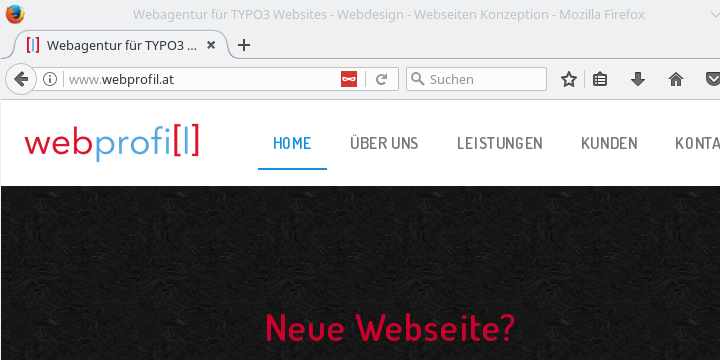 Webagentur für TYPO3 Websites - Webdesign - Webseiten Konzeption - Mozilla Firefox
Webagentur für TYPO3 ...
www.webprofil.at
Suchen
webprofi[l]
HOME ÜBER UNS LEISTUNGEN KUNDEN KONTA
Neue Webseite?